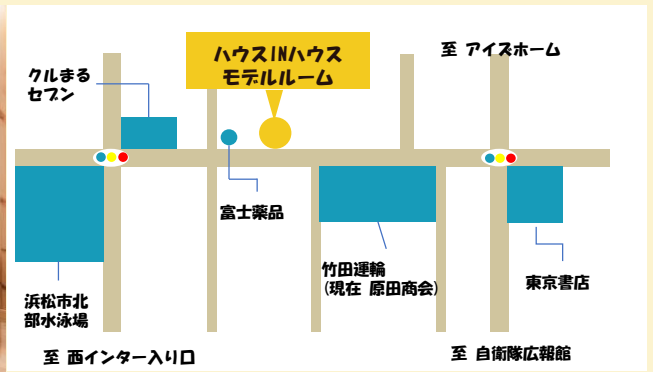 ハウスINハウス
モデルルーム
至 アイズホーム
クルまる
セブン
富士薬品
竹田運輸
(現在 原田商会)
東京書店
浜松市北
部水泳場
至 西インター入り口
至 自衛隊広報館